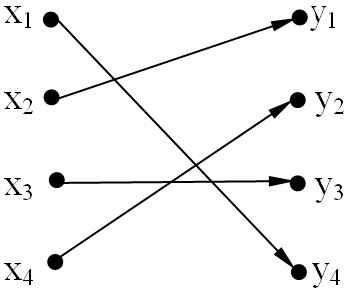 x₁ y₁
x₂ y₂
x₃ y₃
x₄ y₄